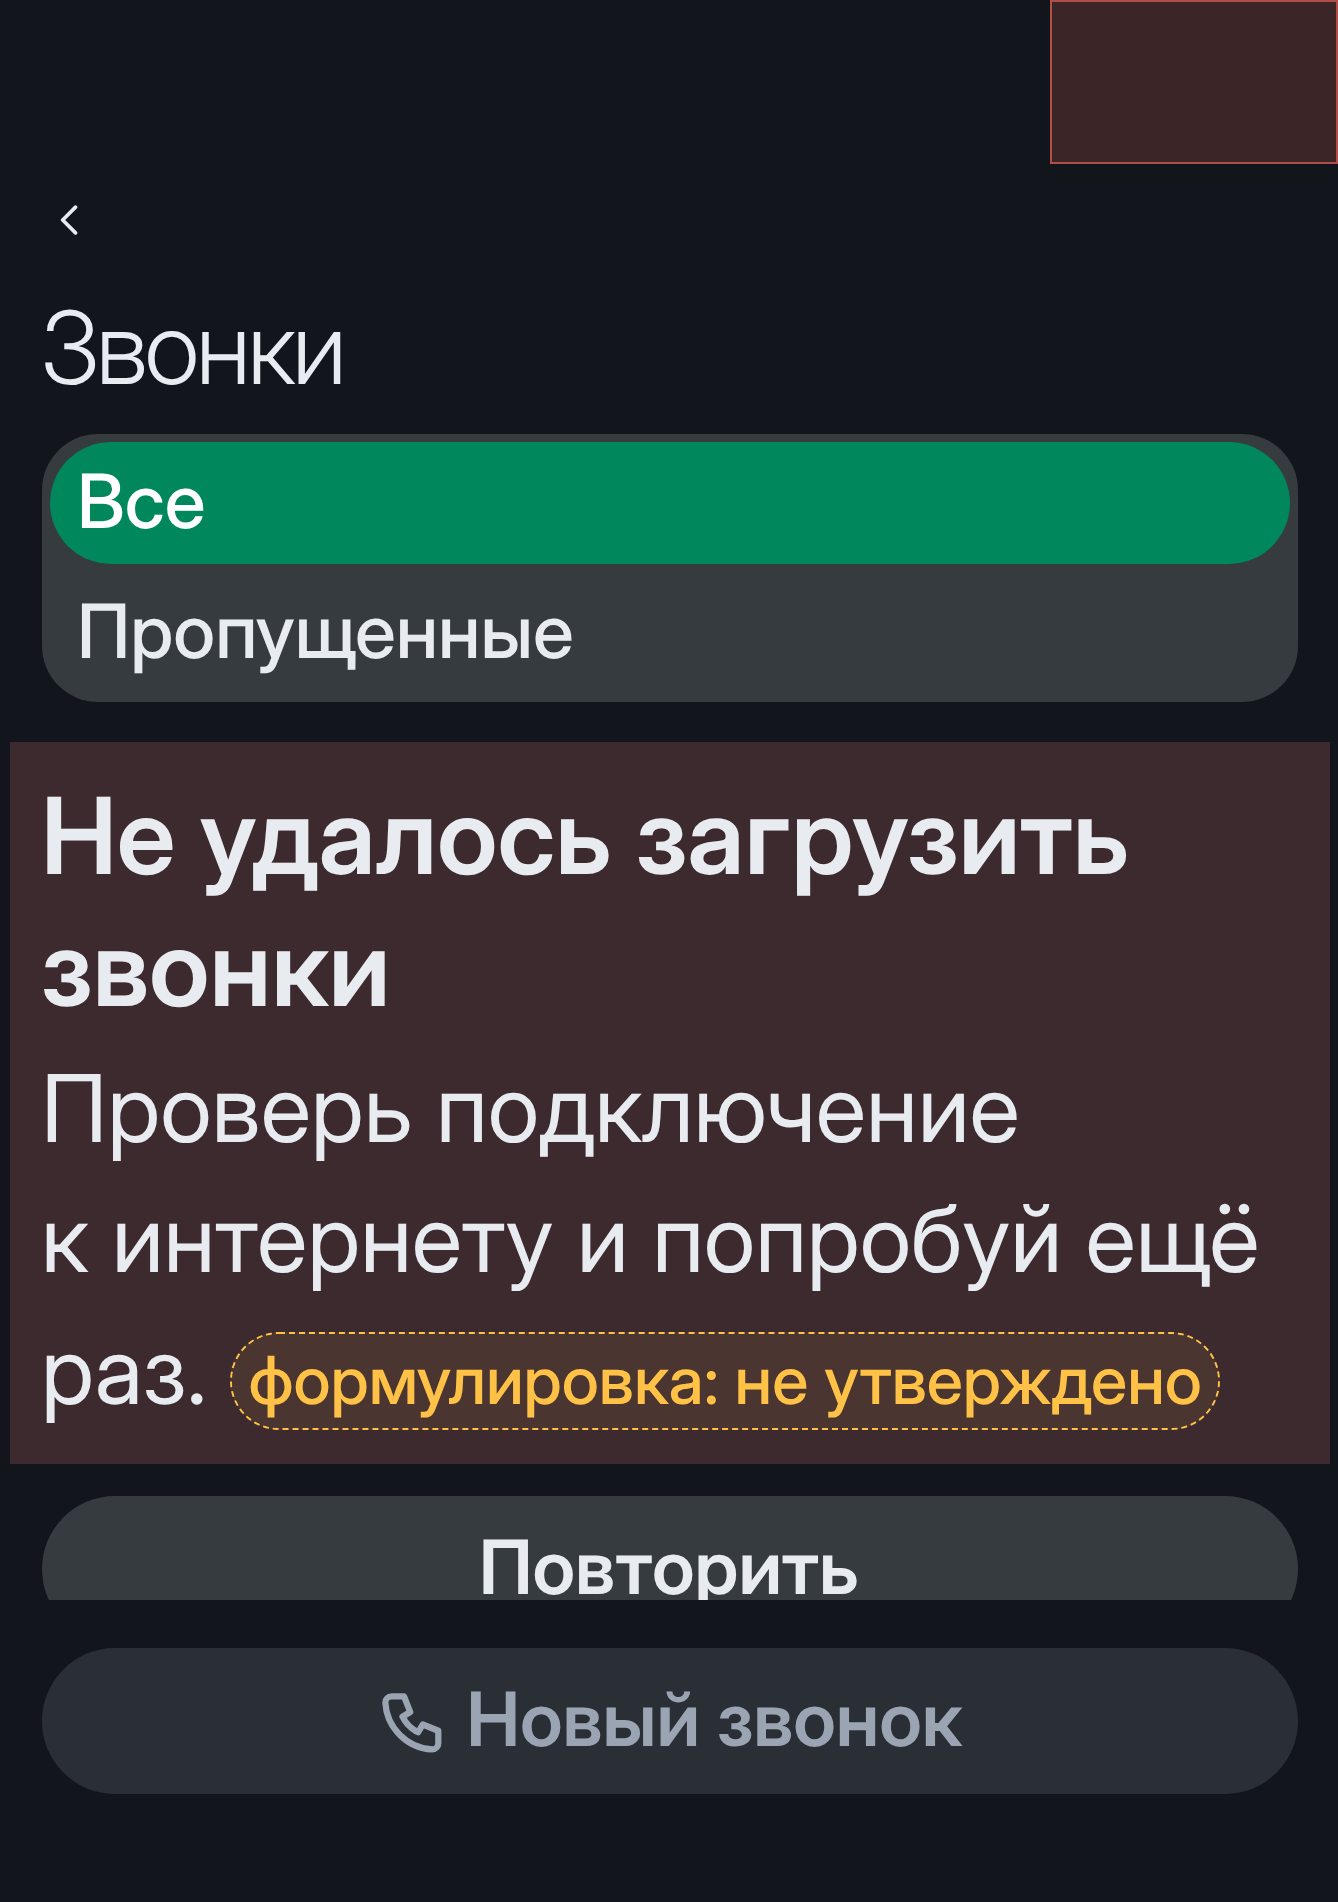 Звонки
Все
Пропущенные
Не удалось загрузить
звонки
Проверь подключение
к интернету и попробуй ещё
раз. формулировка: не утверждено
Повторить
Новый звонок